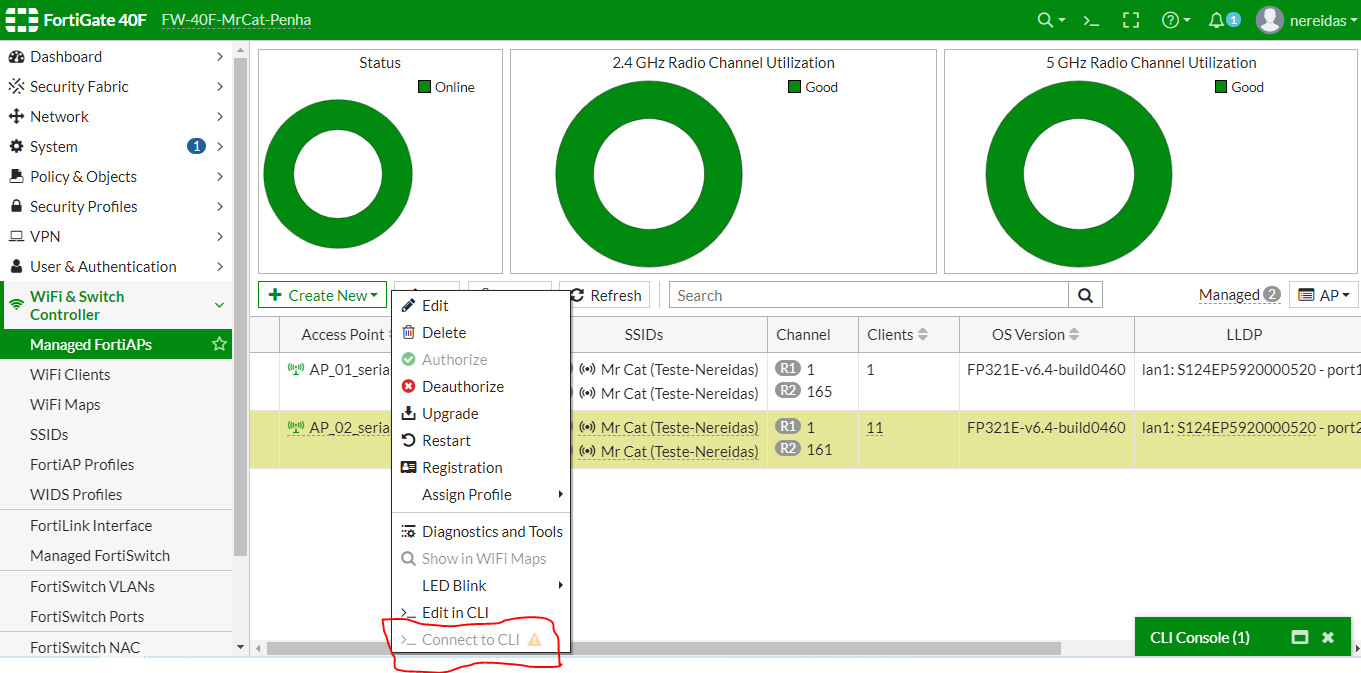 FortiGate 40F FW-40F-MrCat-Penha 1 nereidas
Dashboard
Security Fabric
Network
System 1
Policy & Objects
Security Profiles
VPN
User & Authentication
WiFi & Switch
Controller
Managed FortiAPs
WiFi Clients
WiFi Maps
SSIDs
FortiAP Profiles
WIDS Profiles
FortiLink Interface
Managed FortiSwitch
FortiSwitch VLANs
FortiSwitch Ports
FortiSwitch NAC
Status
Online
2.4 GHz Radio Channel Utilization
Good
5 GHz Radio Channel Utilization
Good
Create New Refresh Search Managed 2 AP
Access Point SSIDs Channel Clients OS Version LLDP
AP_01_seria Mr Cat (Teste-Nereidas) R1 1 1 FP321E-v6.4-build0460 lan1: S124EP5920000520 - port1
Mr Cat (Teste-Nereidas) R2 165
AP_02_seria Mr Cat (Teste-Nereidas) R1 1 11 FP321E-v6.4-build0460 lan1: S124EP5920000520 - port2
Mr Cat (Teste-Nereidas) R2 161
Edit
Delete
Authorize
Deauthorize
Upgrade
Restart
Registration
Assign Profile
Diagnostics and Tools
Show in WiFi Maps
LED Blink
>_ Edit in CLI
>_ Connect to CLI
CLI Console (1)